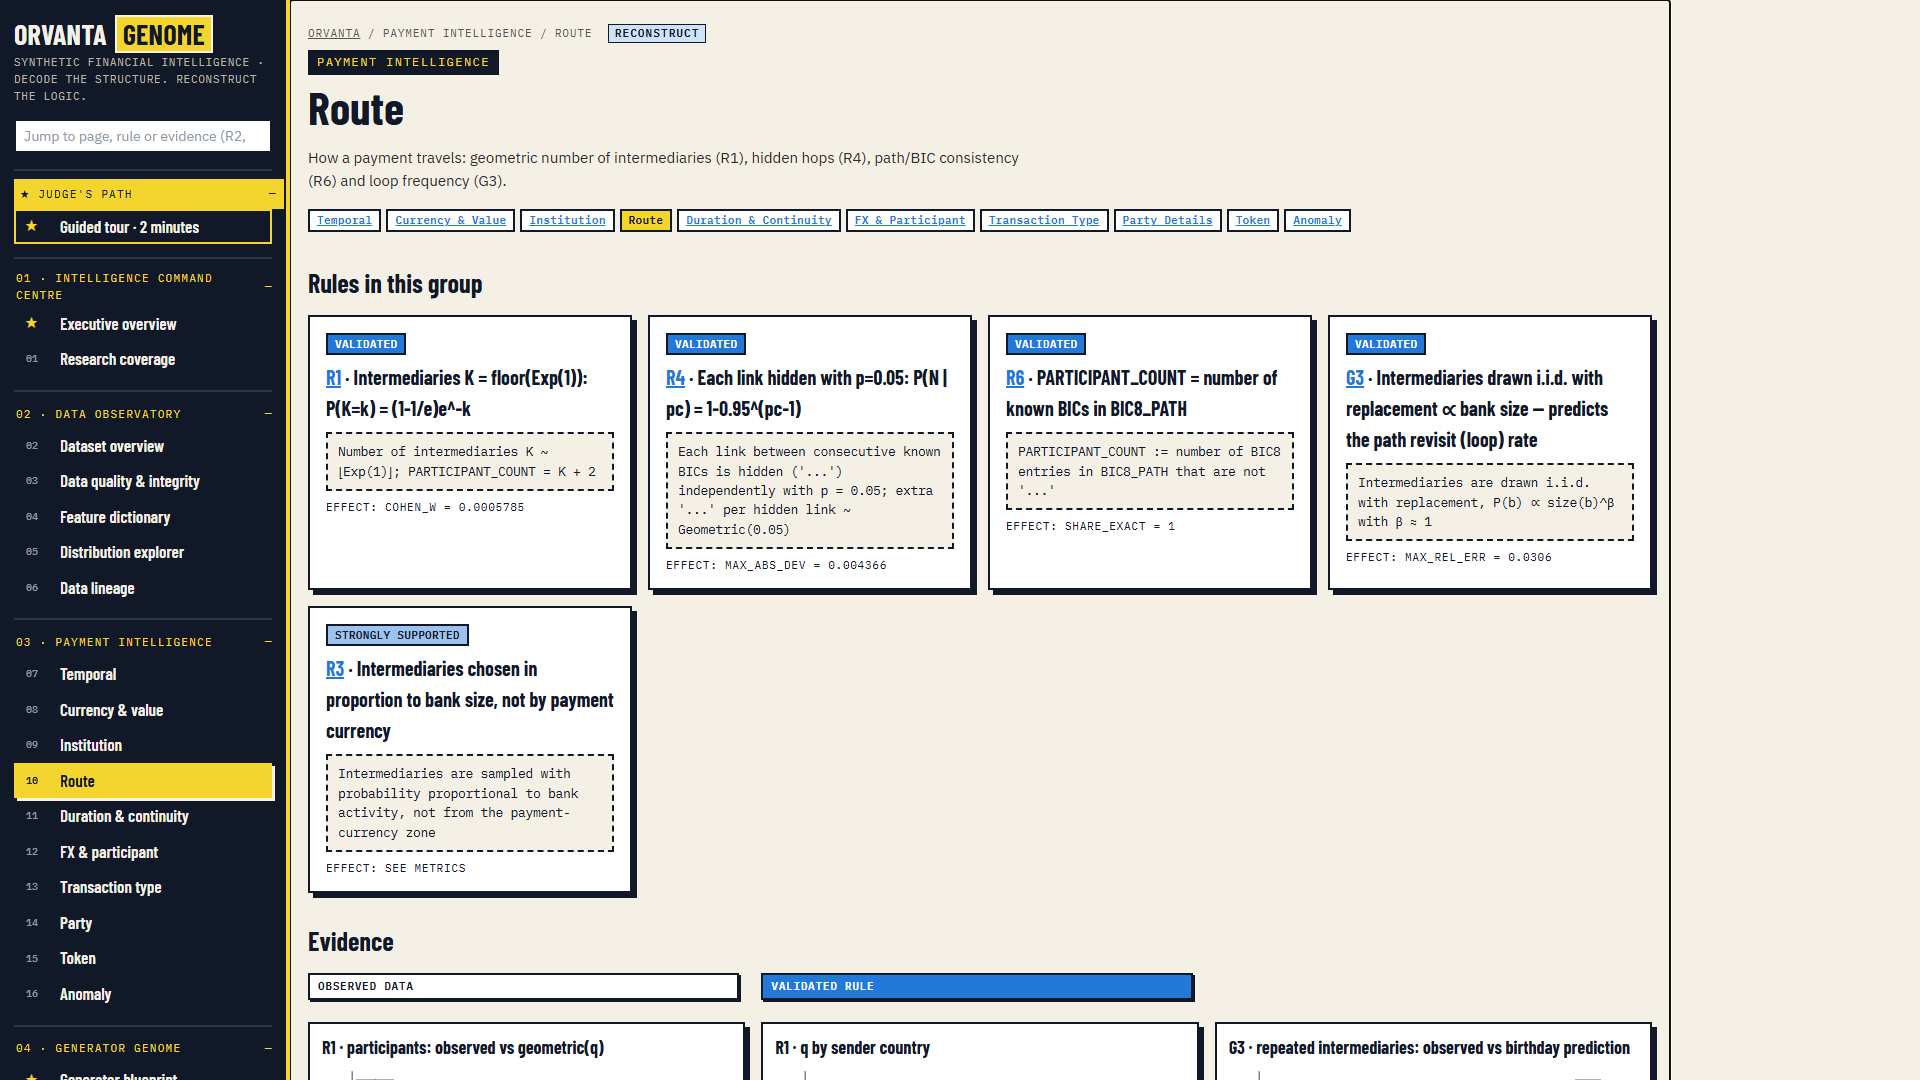 ORVANTA GENOME
SYNTHETIC FINANCIAL INTELLIGENCE ·
DECODE THE STRUCTURE. RECONSTRUCT
THE LOGIC.
Jump to page, rule or evidence (R2,
★ JUDGE'S PATH –
★ Guided tour · 2 minutes
01 · INTELLIGENCE COMMAND
CENTRE –
★ Executive overview
01 Research coverage
02 · DATA OBSERVATORY –
02 Dataset overview
03 Data quality & integrity
04 Feature dictionary
05 Distribution explorer
06 Data lineage
03 · PAYMENT INTELLIGENCE –
07 Temporal
08 Currency & value
09 Institution
10 Route
11 Duration & continuity
12 FX & participant
13 Transaction type
14 Party
15 Token
16 Anomaly
04 · GENERATOR GENOME –
★ Generator blueprint
ORVANTA / PAYMENT INTELLIGENCE / ROUTE RECONSTRUCT
PAYMENT INTELLIGENCE
Route
How a payment travels: geometric number of intermediaries (R1), hidden hops (R4), path/BIC consistency
(R6) and loop frequency (G3).
Temporal Currency & Value Institution Route Duration & Continuity FX & Participant Transaction Type Party Details Token Anomaly
Rules in this group
VALIDATED
R1 · Intermediaries K = floor(Exp(1)):
P(K=k) = (1-1/e)e^-k
Number of intermediaries K ~
⌊Exp(1)⌋; PARTICIPANT_COUNT = K + 2
EFFECT: COHEN_W = 0.0005785
VALIDATED
R4 · Each link hidden with p=0.05: P(N |
pc) = 1-0.95^(pc-1)
Each link between consecutive known
BICs is hidden ('...')
independently with p = 0.05; extra
'...' per hidden link ~
Geometric(0.05)
EFFECT: MAX_ABS_DEV = 0.004366
VALIDATED
R6 · PARTICIPANT_COUNT = number of
known BICs in BIC8_PATH
PARTICIPANT_COUNT := number of BIC8
entries in BIC8_PATH that are not
'...'
EFFECT: SHARE_EXACT = 1
VALIDATED
G3 · Intermediaries drawn i.i.d. with
replacement ∝ bank size — predicts
the path revisit (loop) rate
Intermediaries are drawn i.i.d.
with replacement, P(b) ∝ size(b)^β
with β ≈ 1
EFFECT: MAX_REL_ERR = 0.0306
STRONGLY SUPPORTED
R3 · Intermediaries chosen in
proportion to bank size, not by payment
currency
Intermediaries are sampled with
probability proportional to bank
activity, not from the payment-
currency zone
EFFECT: SEE METRICS
Evidence
OBSERVED DATA
VALIDATED RULE
R1 · participants: observed vs geometric(q)
R1 · q by sender country
G3 · repeated intermediaries: observed vs birthday prediction